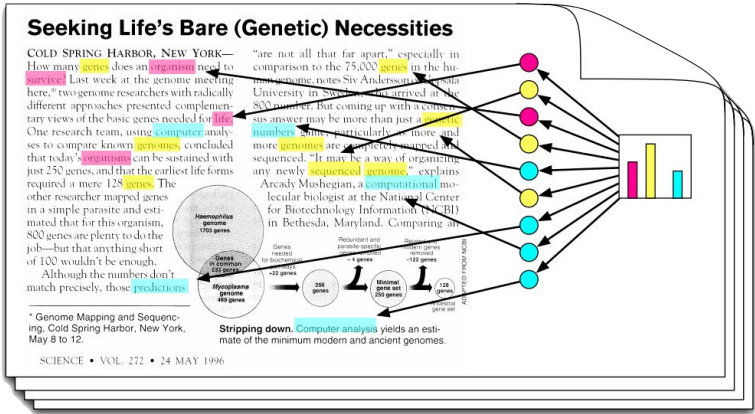 Seeking Life's Bare (Genetic) Necessities
COLD SPRING HARBOR, NEW YORK—
How many genes does an organism need to
survive? Last week at the genome meeting
here,* two genome researchers with radically
different approaches presented complemen-
tary views of the basic genes needed for life.
One research team, using computer analy-
ses to compare known genomes, concluded
that today's organisms can be sustained with
just 250 genes, and that the earliest life forms
required a mere 128 genes. The
other researcher mapped genes
in a simple parasite and esti-
mated that for this organism,
800 genes are plenty to do the
job—but that anything short
of 100 wouldn't be enough.
Although the numbers don't
match precisely, those predictions
* Genome Mapping and Sequenc-
ing, Cold Spring Harbor, New York,
May 8 to 12.
"are not all that far apart," especially in
comparison to the 75,000 genes in the hu-
man genome, notes Siv Andersson of Uppsala
University in Sweden, who arrived at the
800 number. But coming up with a consen-
sus answer may be more than just a genetic
numbers game, particularly as more and
more genomes are completely mapped and
sequenced. "It may be a way of organizing
any newly sequenced genome," explains
Arcady Mushegian, a computational mo-
lecular biologist at the National Center
for Biotechnology Information (NCBI)
in Bethesda, Maryland. Comparing an
Haemophilus
genome
1703 genes
Genes
in common
233 genes
Mycoplasma
genome
469 genes
Genes
needed
for biochemical
pathways
+22 genes
256
genes
Redundant and
parasite-specific
genes removed
– 4 genes
Minimal
gene set
250 genes
modern genes
removed
–122 genes
128
genes
Ancestral
gene set
ADAPTED FROM NCBI
Stripping down. Computer analysis yields an esti-
mate of the minimum modern and ancient genomes.
SCIENCE • VOL. 272 • 24 MAY 1996